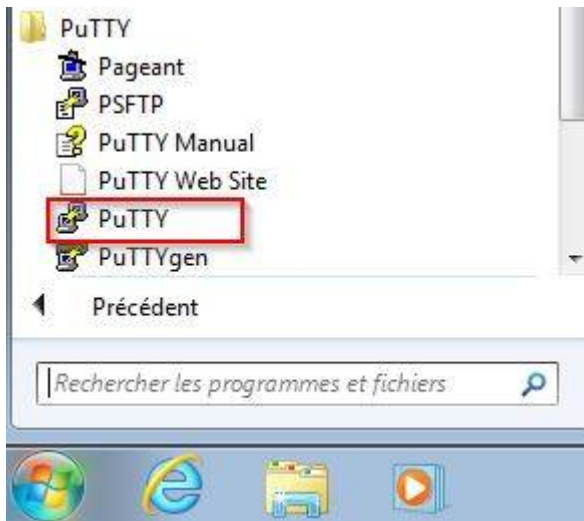 PuTTY
Pageant
PSFTP
PuTTY Manual
PuTTY Web Site
PuTTY
PuTTYgen
Précédent
Rechercher les programmes et fichiers